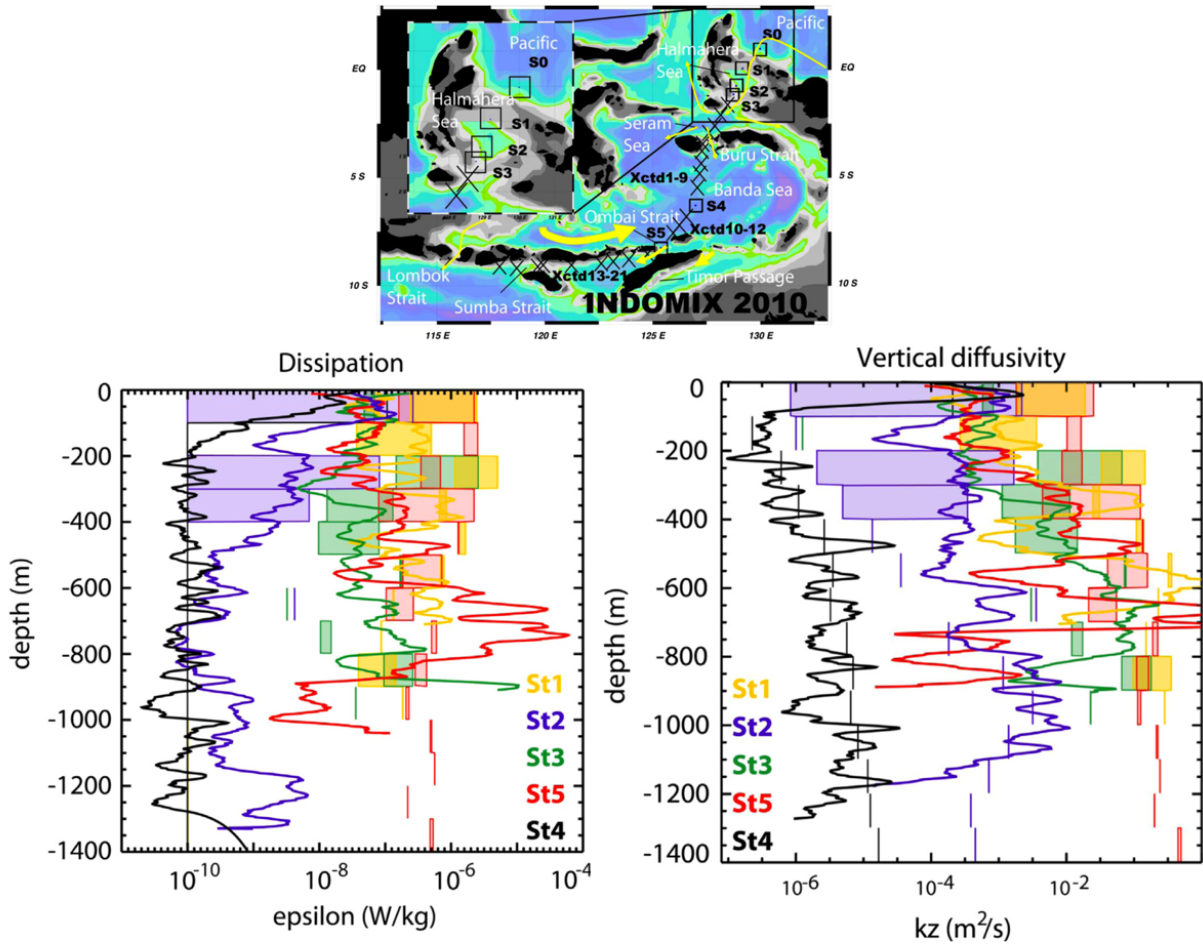 Pacific
S0
Halmahera
Sea
S1
S2
S3
Pacific
S0
Halmahera
Sea
S1
S2
S3
Seram
Sea
Buru Strait
Xctd1-9
Banda Sea
S4
Ombai Strait
S5
Xctd10-12
Lombok
Strait
Xctd13-21
Timor Passage
Sumba Strait
INDOMIX 2010
EQ
5 S
10 S
EQ
5 S
10 S
115 E
120 E
125 E
130 E
Dissipation
0
-200
-400
-600
-800
-1000
-1200
-1400
depth (m)
St1
St2
St3
St5
St4
10-10
10-8
10-6
10-4
epsilon (W/kg)
Vertical diffusivity
0
-200
-400
-600
-800
-1000
-1200
-1400
depth (m)
St1
St2
St3
St5
St4
10-6
10-4
10-2
kz (m2/s)